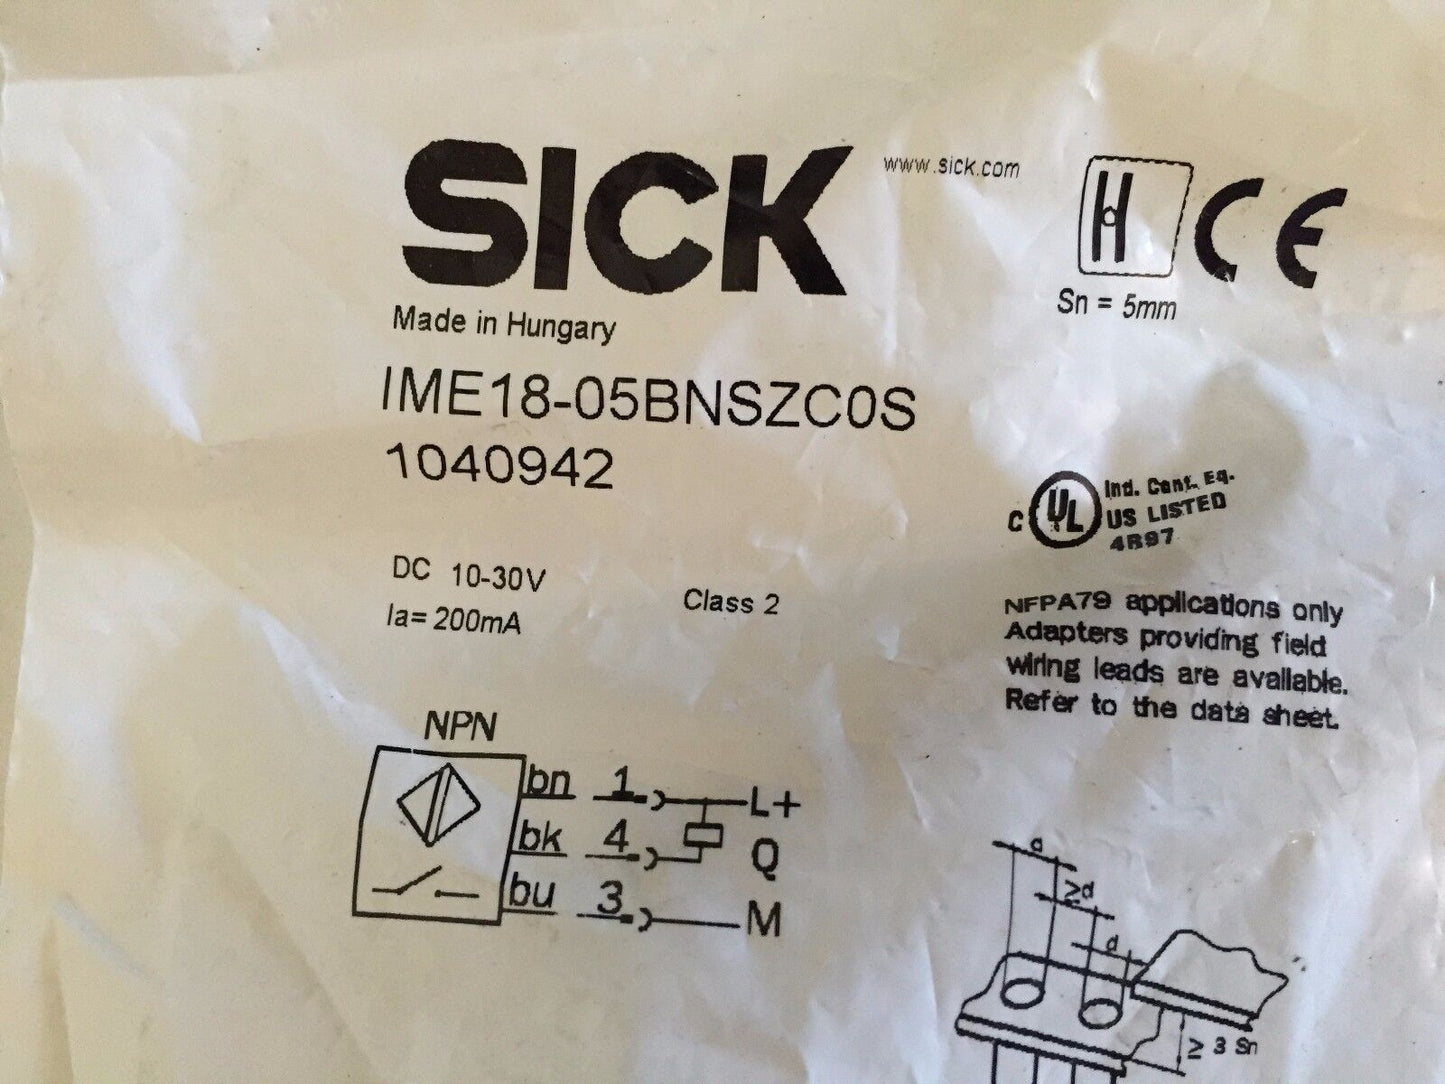 SICK
www.sick.com
H
CE
Sn = 5mm
Made in Hungary
IME18-05BNSZC0S
1040942
C UL US LISTED
Ind. Cont. Eq.
4R97
DC 10-30V
Ia= 200mA
Class 2
NFPA79 applications only
Adapters providing field
wiring leads are available.
Refer to the data sheet.
NPN
bn 1 L+
bk 4 Q
bu 3 M
d
≥d
d
≥ 3 Sn